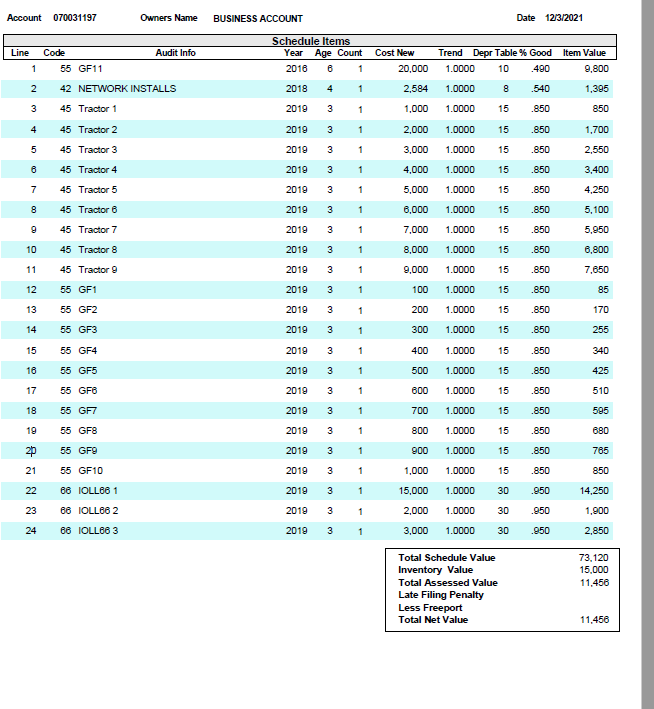 Account 070031197 Owners Name BUSINESS ACCOUNT Date 12/3/2021
Schedule Items
Line Code Audit Info Year Age Count Cost New Trend Depr Table % Good Item Value
1 55 GF11 2016 6 1 20,000 1.0000 10 .490 9,800
2 42 NETWORK INSTALLS 2018 4 1 2,584 1.0000 8 .540 1,395
3 45 Tractor 1 2019 3 1 1,000 1.0000 15 .850 850
4 45 Tractor 2 2019 3 1 2,000 1.0000 15 .850 1,700
5 45 Tractor 3 2019 3 1 3,000 1.0000 15 .850 2,550
6 45 Tractor 4 2019 3 1 4,000 1.0000 15 .850 3,400
7 45 Tractor 5 2019 3 1 5,000 1.0000 15 .850 4,250
8 45 Tractor 6 2019 3 1 6,000 1.0000 15 .850 5,100
9 45 Tractor 7 2019 3 1 7,000 1.0000 15 .850 5,950
10 45 Tractor 8 2019 3 1 8,000 1.0000 15 .850 6,800
11 45 Tractor 9 2019 3 1 9,000 1.0000 15 .850 7,650
12 55 GF1 2019 3 1 100 1.0000 15 .850 85
13 55 GF2 2019 3 1 200 1.0000 15 .850 170
14 55 GF3 2019 3 1 300 1.0000 15 .850 255
15 55 GF4 2019 3 1 400 1.0000 15 .850 340
16 55 GF5 2019 3 1 500 1.0000 15 .850 425
17 55 GF6 2019 3 1 600 1.0000 15 .850 510
18 55 GF7 2019 3 1 700 1.0000 15 .850 595
19 55 GF8 2019 3 1 800 1.0000 15 .850 680
20 55 GF9 2019 3 1 900 1.0000 15 .850 765
21 55 GF10 2019 3 1 1,000 1.0000 15 .850 850
22 66 IOLL66 1 2019 3 1 15,000 1.0000 30 .950 14,250
23 66 IOLL66 2 2019 3 1 2,000 1.0000 30 .950 1,900
24 66 IOLL66 3 2019 3 1 3,000 1.0000 30 .950 2,850
Total Schedule Value 73,120
Inventory Value 15,000
Total Assessed Value 11,456
Late Filing Penalty
Less Freeport
Total Net Value 11,456